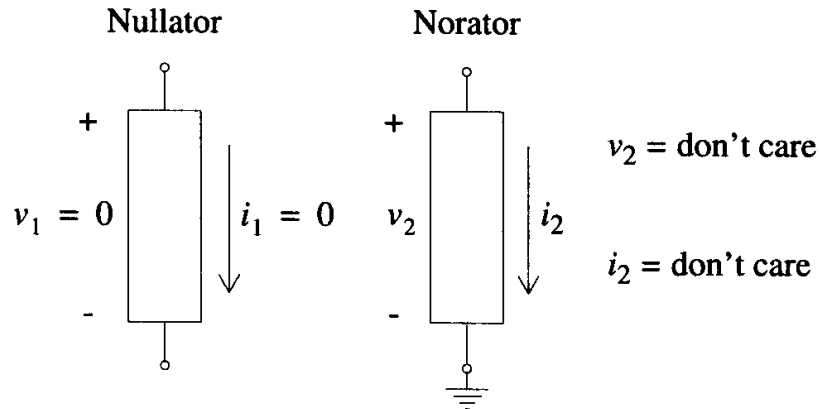 Nullator
Norator
+
+
v₂ = don't care
v₁ = 0
i₁ = 0
v₂
i₂
i₂ = don't care
-
-